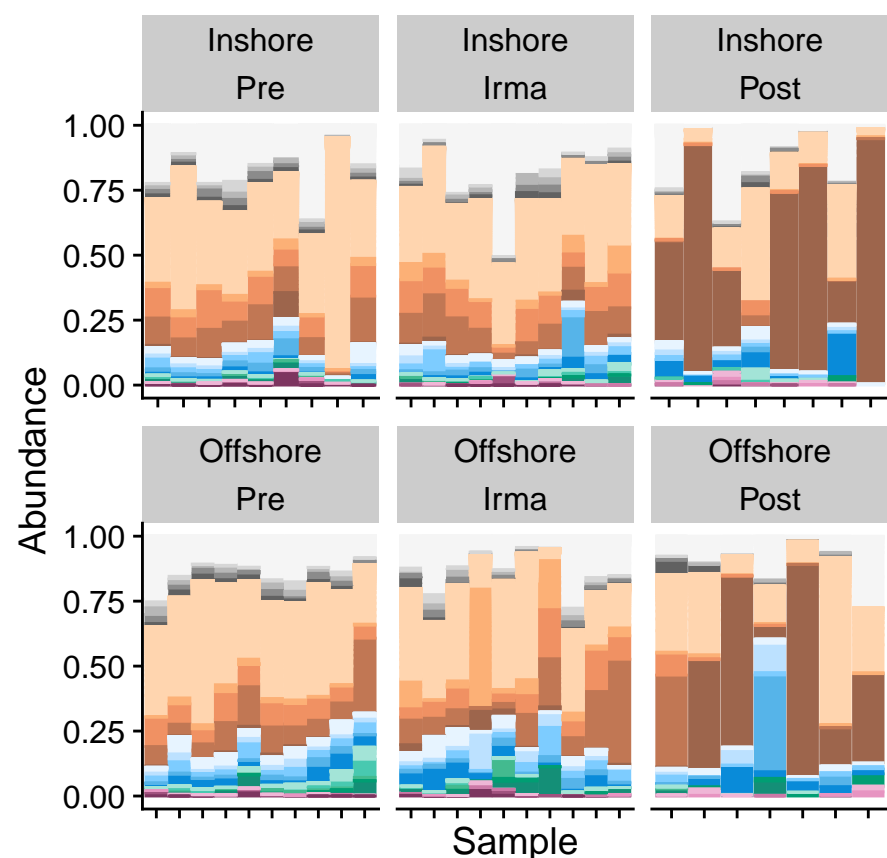 Inshore
Pre
Inshore
Irma
Inshore
Post
1.00
0.75
0.50
0.25
0.00
Offshore
Pre
Offshore
Irma
Offshore
Post
1.00
0.75
0.50
0.25
0.00
Abundance
Sample